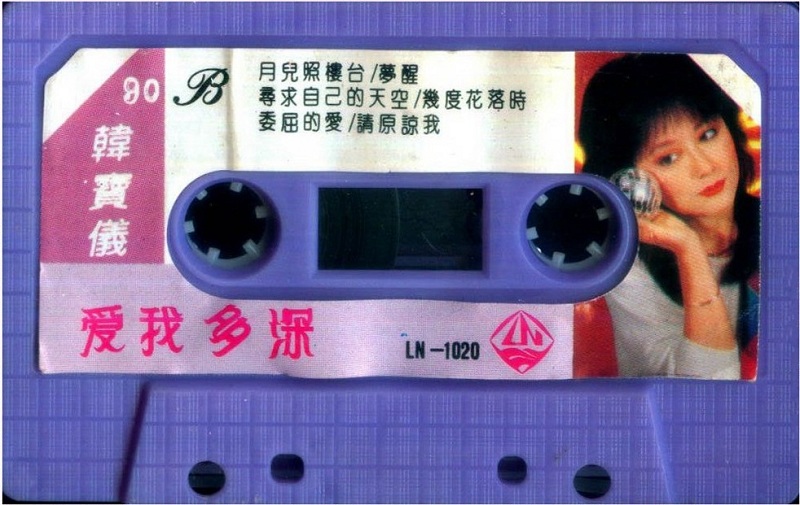 90
B
月兒照樓台/夢醒
尋求自己的天空/幾度花落時
委屈的愛/請原諒我
韓寶儀
爱我多深
LN-1020
LN